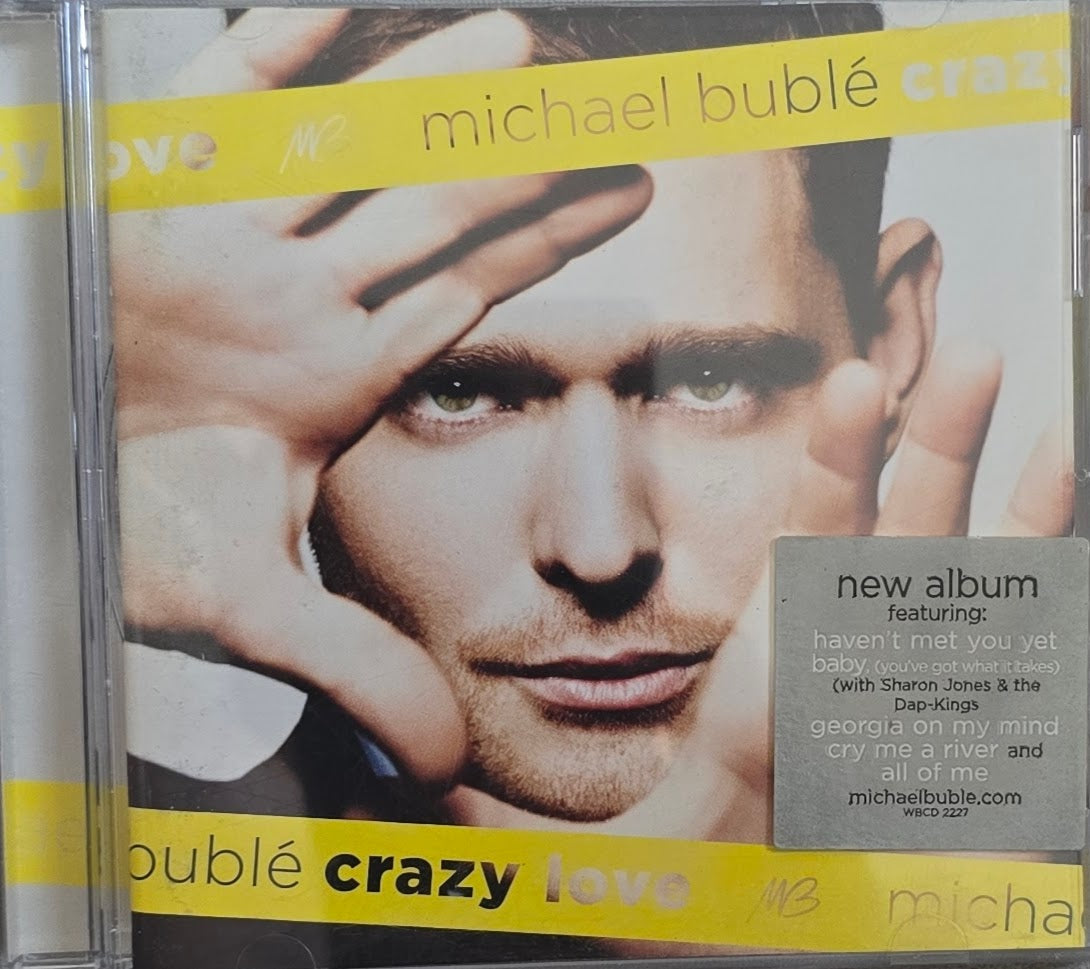 zy love MB michael bublé crazy
new album
featuring:
haven't met you yet
baby, (you've got what it takes)
(with Sharon Jones & the
Dap-Kings
georgia on my mind
cry me a river and
all of me
michaelbuble.com
WBCD 2227
bublé crazy love MB micha